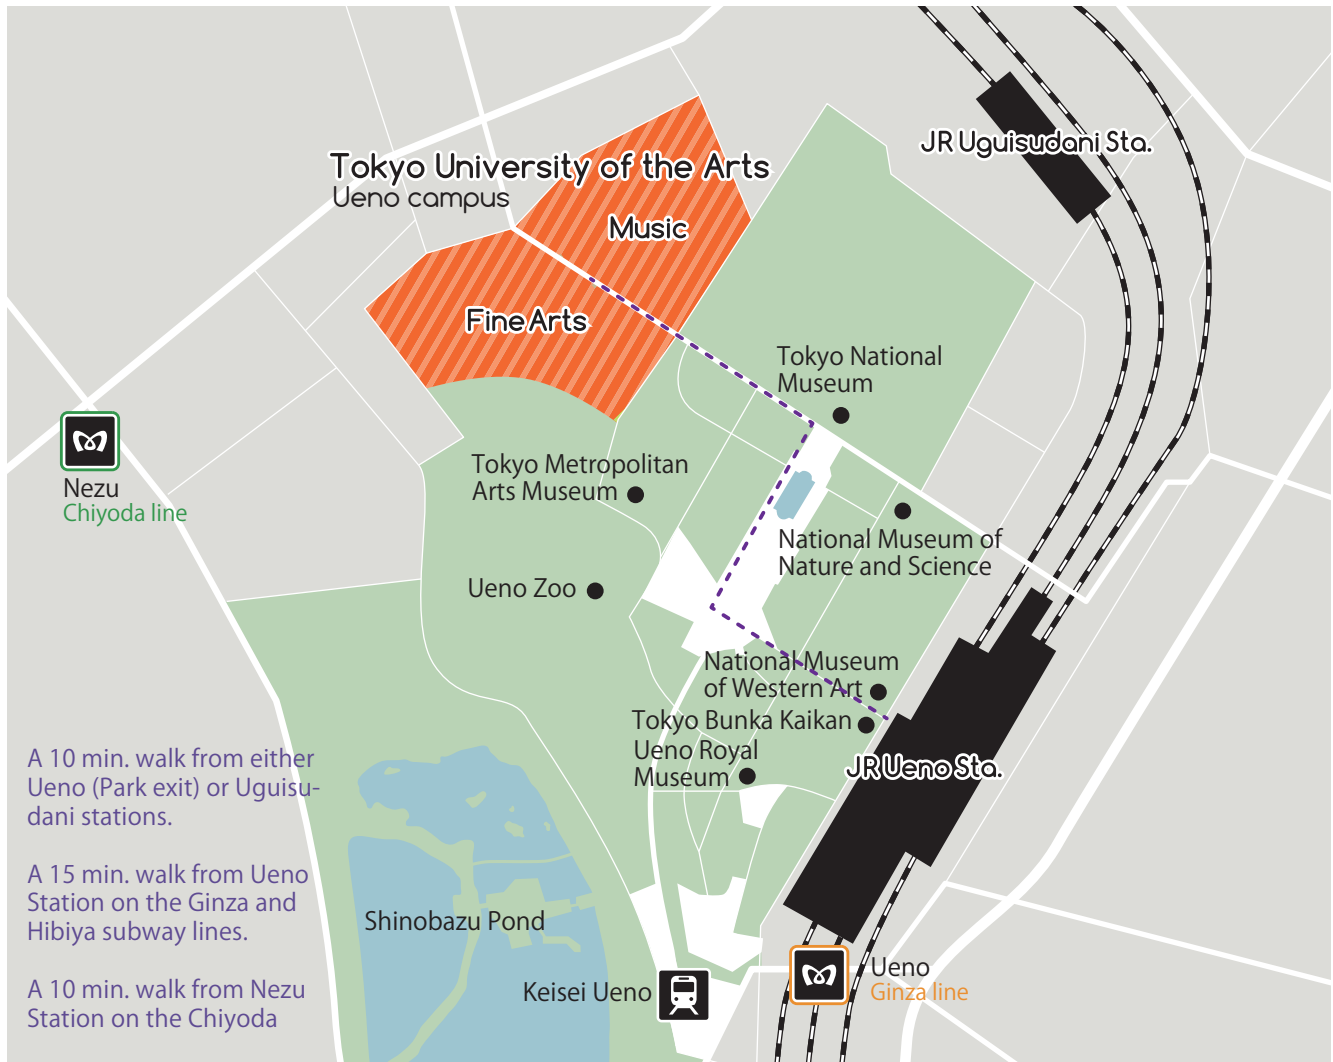 JR Uguisudani Sta.
Tokyo University of the Arts
Ueno campus
Music
Fine Arts
Tokyo National
Museum
Nezu
Chiyoda line
Tokyo Metropolitan
Arts Museum
National Museum of
Nature and Science
Ueno Zoo
National Museum
of Western Art
Tokyo Bunka Kaikan
Ueno Royal
Museum
JR Ueno Sta.
A 10 min. walk from either
Ueno (Park exit) or Uguisu-
dani stations.
A 15 min. walk from Ueno
Station on the Ginza and
Hibiya subway lines.
A 10 min. walk from Nezu
Station on the Chiyoda
Shinobazu Pond
Keisei Ueno
Ueno
Ginza line